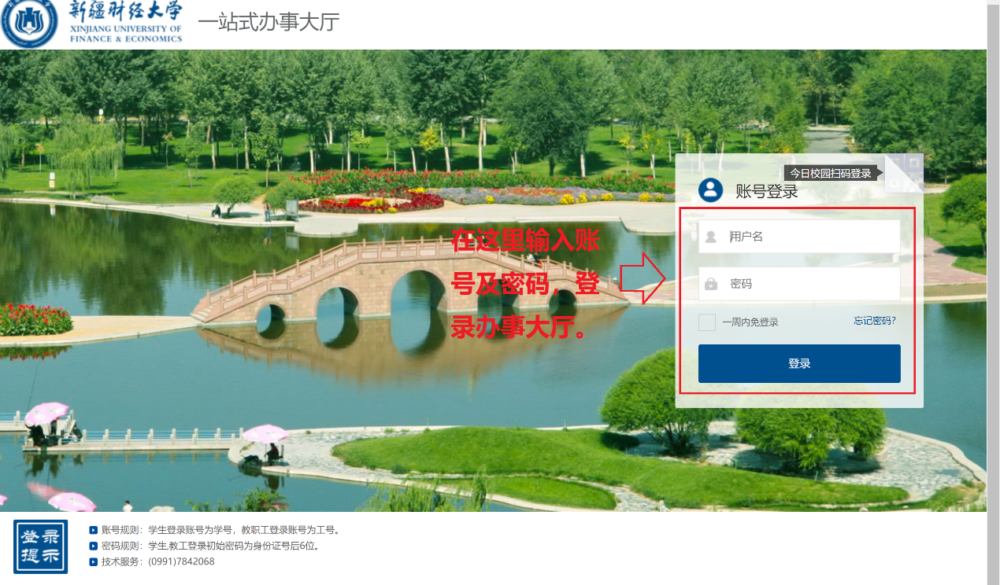 新疆财经大学
XINJIANG UNIVERSITY OF
FINANCE & ECONOMICS
一站式办事大厅
今日校园扫码登录
账号登录
用户名
密码
一周内免登录
忘记密码?
登录
在这里输入账
号及密码，登
录办事大厅。
登录
提示
账号规则：学生登录账号为学号，教职工登录账号为工号。
密码规则：学生,教工登录初始密码为身份证号后6位。
技术服务：(0991)7842068